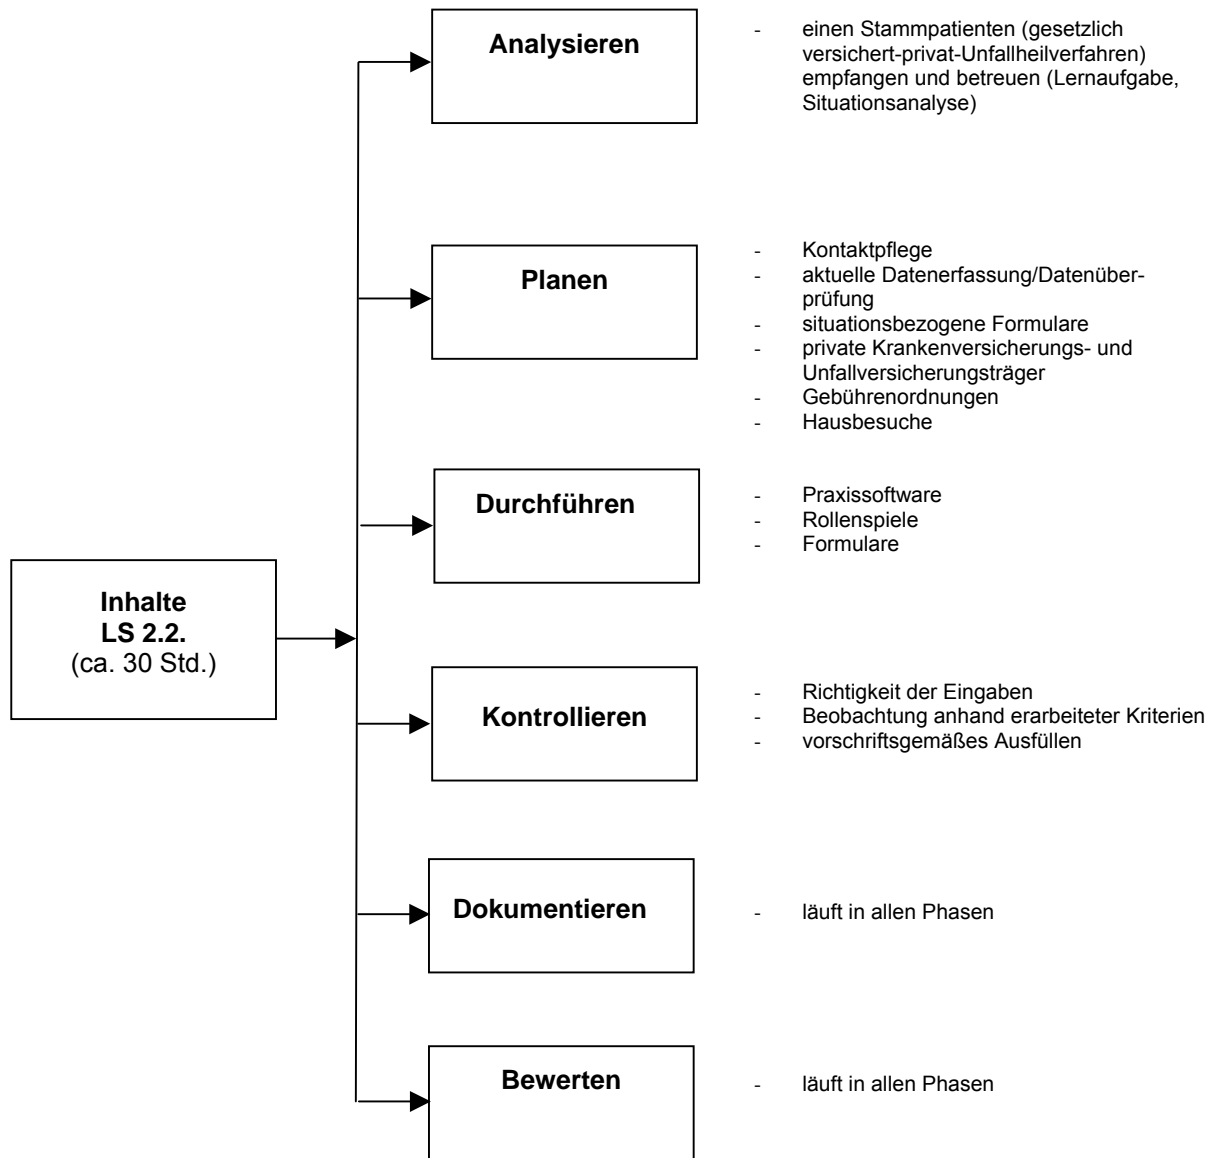 Analysieren
- einen Stammpatienten (gesetzlich
versichert-privat-Unfallheilverfahren)
empfangen und betreuen (Lernaufgabe,
Situationsanalyse)
Planen
- Kontaktpflege
- aktuelle Datenerfassung/Datenüber-
prüfung
- situationsbezogene Formulare
- private Krankenversicherungs- und
Unfallversicherungsträger
- Gebührenordnungen
- Hausbesuche
Durchführen
- Praxissoftware
- Rollenspiele
- Formulare
Inhalte
LS 2.2.
(ca. 30 Std.)
Kontrollieren
- Richtigkeit der Eingaben
- Beobachtung anhand erarbeiteter Kriterien
- vorschriftsgemäßes Ausfüllen
Dokumentieren
- läuft in allen Phasen
Bewerten
- läuft in allen Phasen